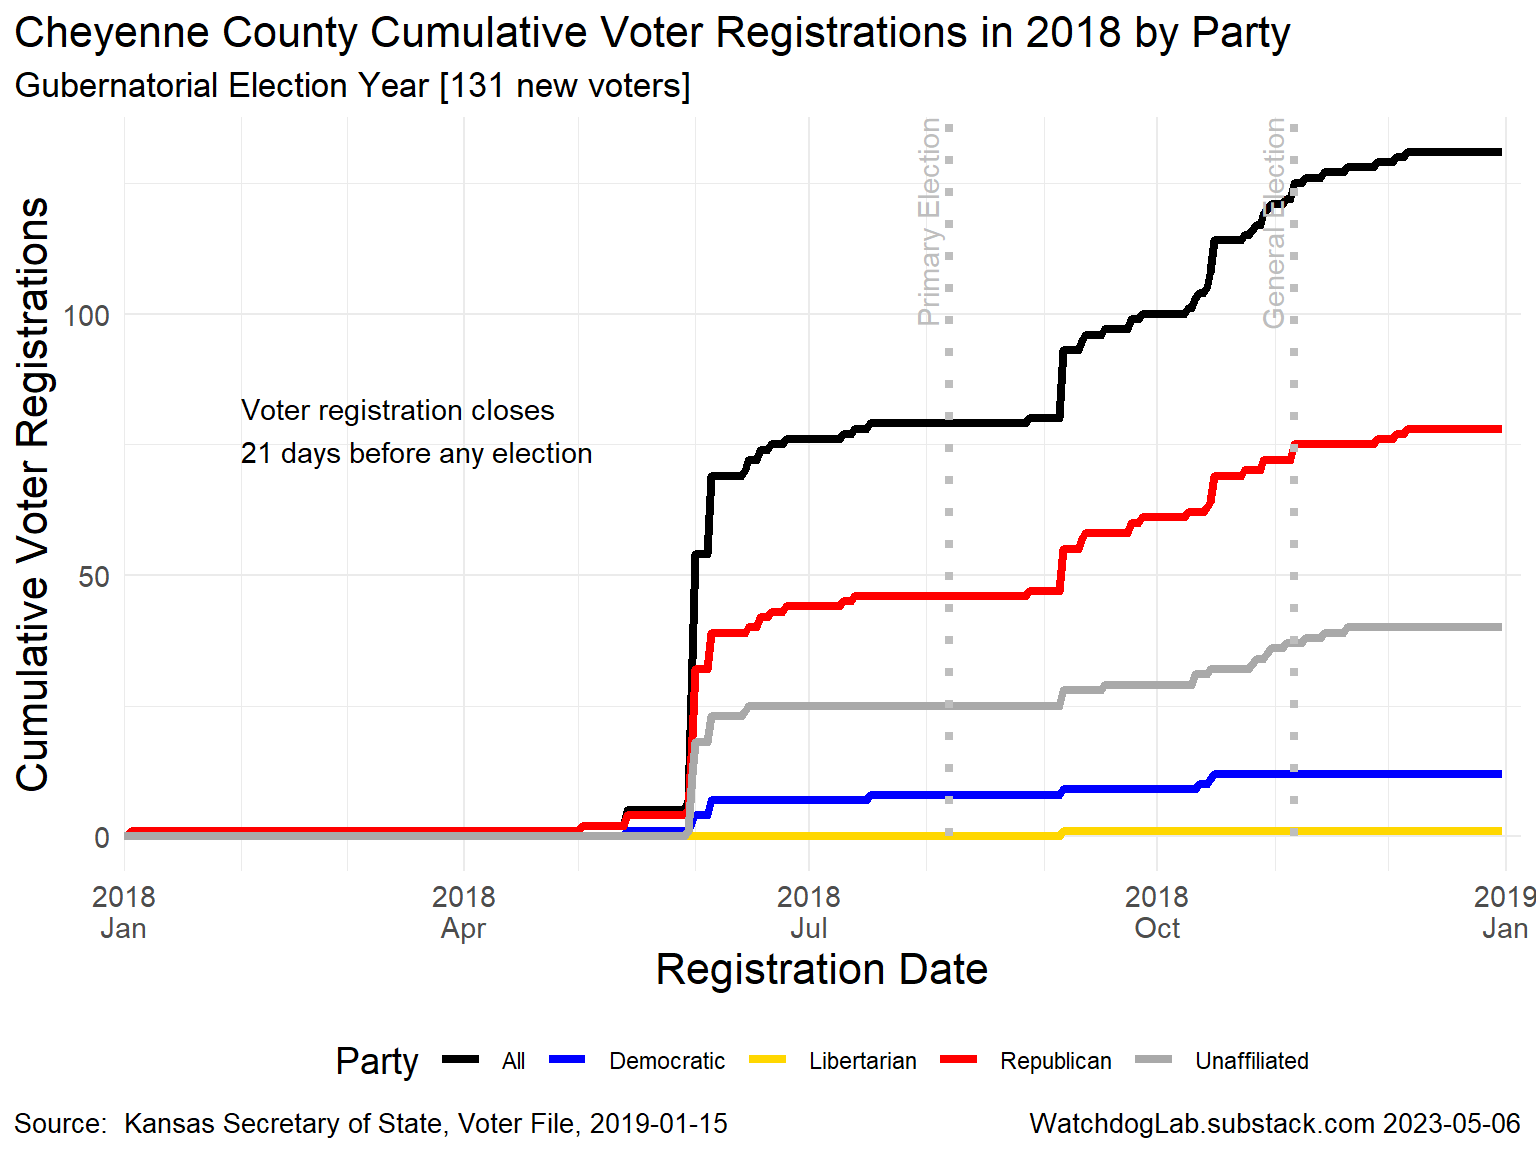 Cheyenne County Cumulative Voter Registrations in 2018 by Party
Gubernatorial Election Year [131 new voters]
Cumulative Voter Registrations
100
50
0
Voter registration closes
21 days before any election
Primary Election
General Election
2018 2018 2018 2018 2019
Jan Apr Jul Oct Jan
Registration Date
Party All Democratic Libertarian Republican Unaffiliated
Source:  Kansas Secretary of State, Voter File, 2019-01-15
WatchdogLab.substack.com 2023-05-06